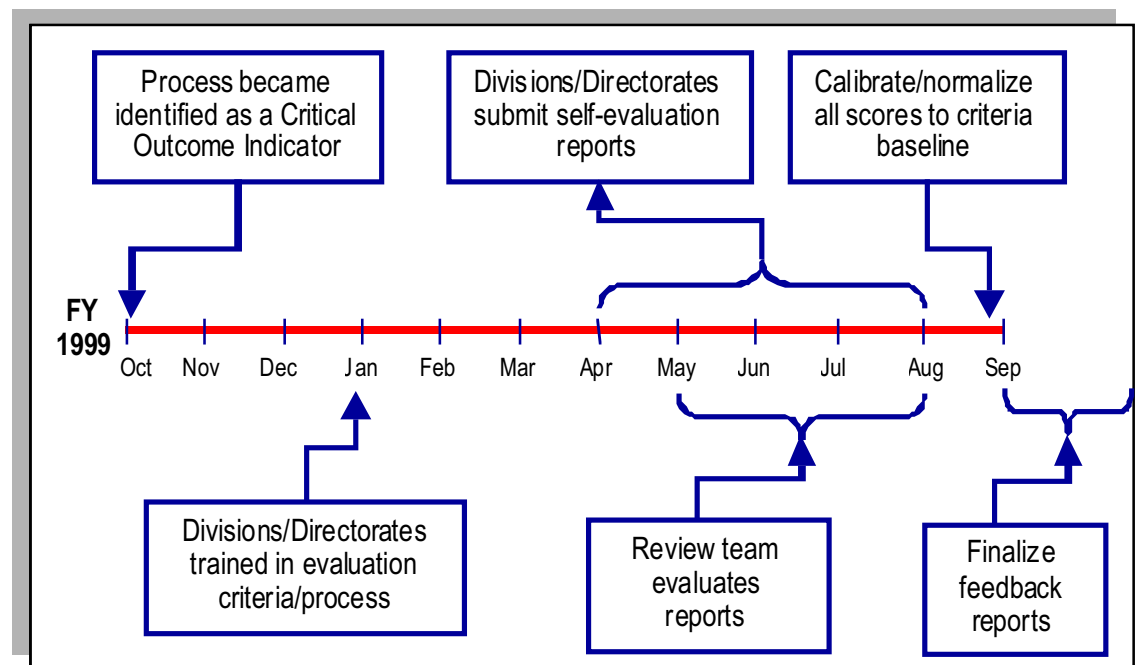 Process became
identified as a Critical
Outcome Indicator
Divisions/Directorates
submit self-evaluation
reports
Calibrate/normalize
all scores to criteria
baseline
FY
1999
Oct Nov Dec Jan Feb Mar Apr May Jun Jul Aug Sep
Divisions/Directorates
trained in evaluation
criteria/process
Review team
evaluates
reports
Finalize
feedback
reports